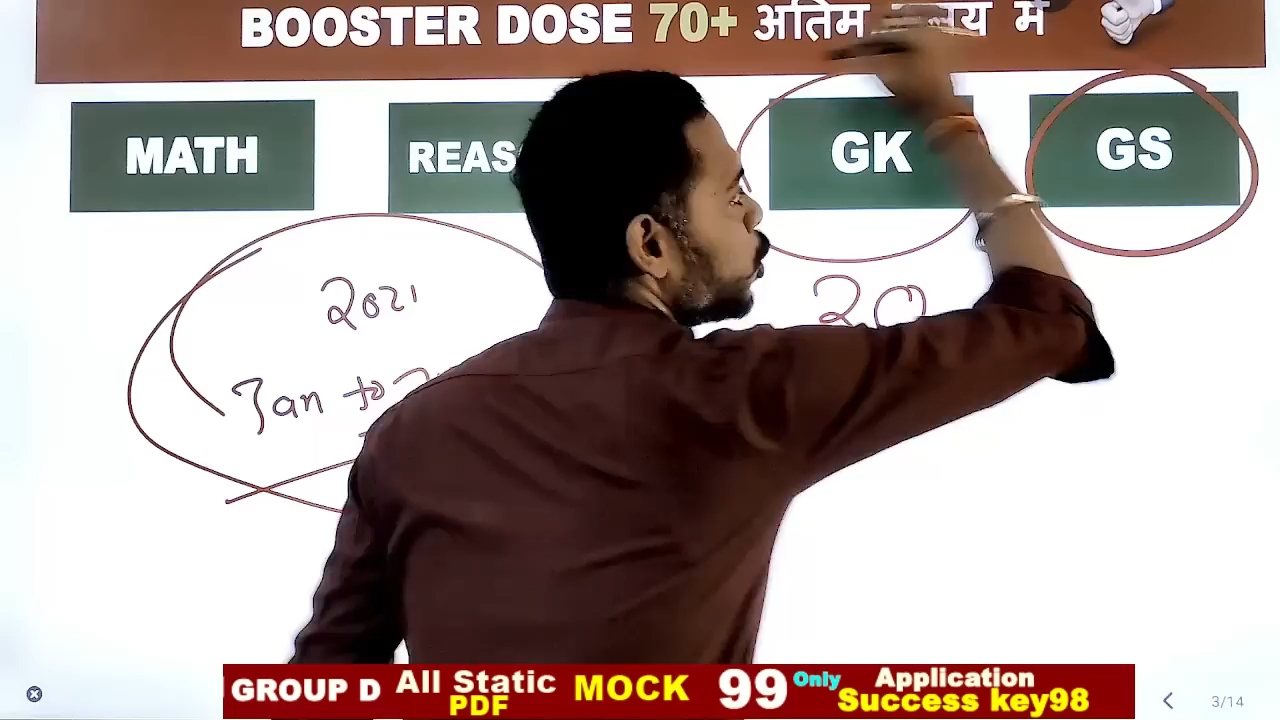 BOOSTER DOSE 70+ अंतिम में
MATH GK GS
2021 20
Jan to
GROUP D All Static PDF MOCK 99 Only Application Success key98
3/14